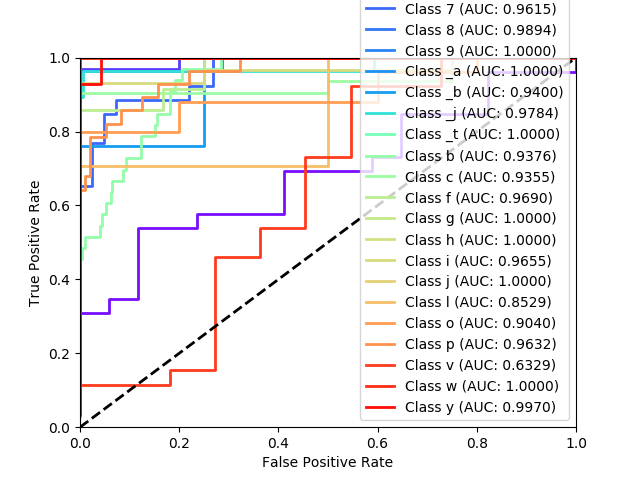 Class 7 (AUC: 0.9615)
Class 8 (AUC: 0.9894)
Class 9 (AUC: 1.0000)
Class _a (AUC: 1.0000)
Class _b (AUC: 0.9400)
Class _i (AUC: 0.9784)
Class _t (AUC: 1.0000)
Class b (AUC: 0.9376)
Class c (AUC: 0.9355)
Class f (AUC: 0.9690)
Class g (AUC: 1.0000)
Class h (AUC: 1.0000)
Class i (AUC: 0.9655)
Class j (AUC: 1.0000)
Class l (AUC: 0.8529)
Class o (AUC: 0.9040)
Class p (AUC: 0.9632)
Class v (AUC: 0.6329)
Class w (AUC: 1.0000)
Class y (AUC: 0.9970)
True Positive Rate
1.0
0.8
0.6
0.4
0.2
0.0
0.0 0.2 0.4 0.6 0.8 1.0
False Positive Rate